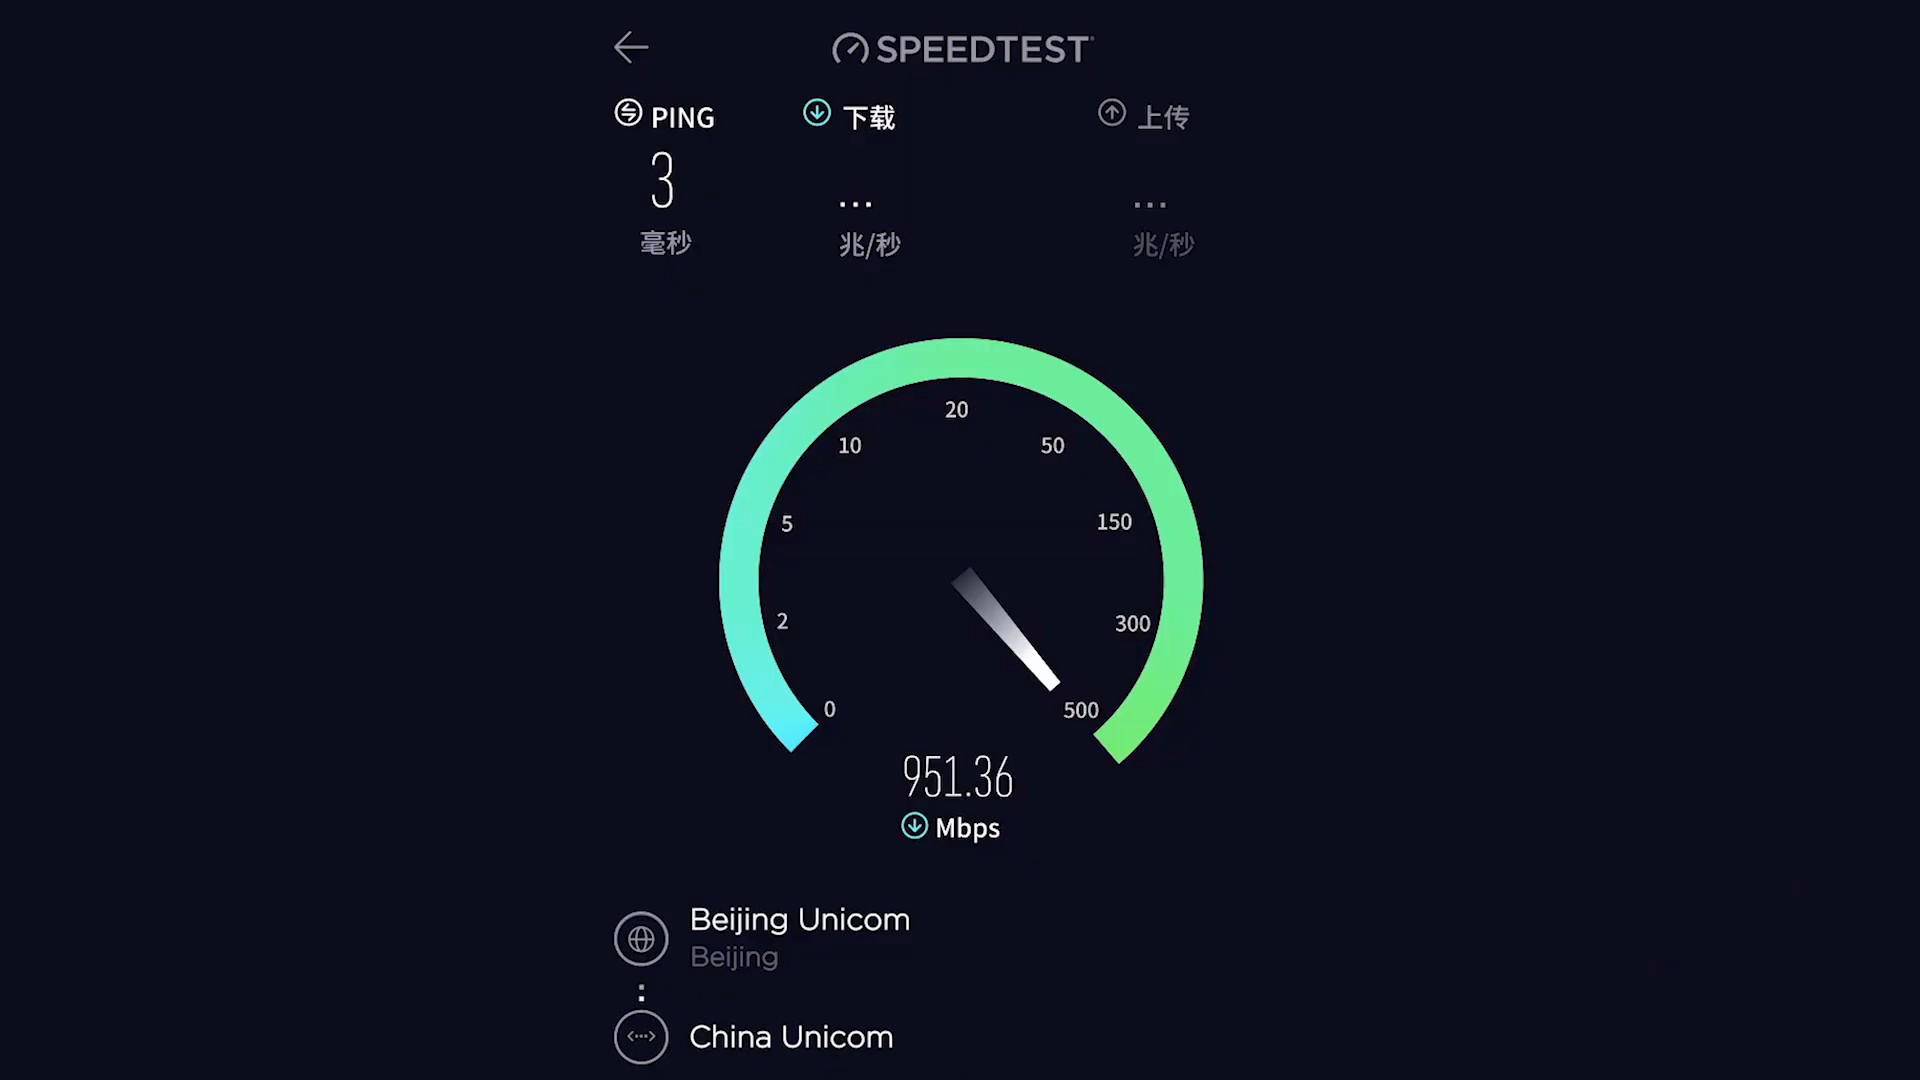 SPEEDTEST
PING
下载
上传
3
...
...
毫秒
兆/秒
兆/秒
20
10
50
5
150
2
300
0
500
951.36
Mbps
Beijing Unicom
Beijing
China Unicom